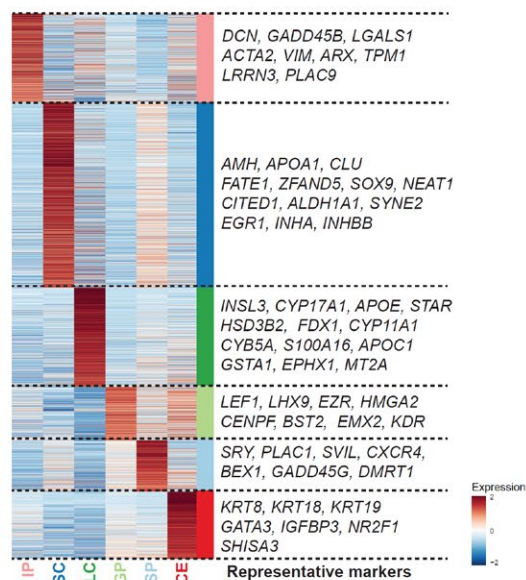 DCN, GADD45B, LGALS1
ACTA2, VIM, ARX, TPM1
LRRN3, PLAC9
AMH, APOA1, CLU
FATE1, ZFAND5, SOX9, NEAT1
CITED1, ALDH1A1, SYNE2
EGR1, INHA, INHBB
INSL3, CYP17A1, APOE, STAR
HSD3B2, FDX1, CYP11A1
CYB5A, S100A16, APOC1
GSTA1, EPHX1, MT2A
LEF1, LHX9, EZR, HMGA2
CENPF, BST2, EMX2, KDR
SRY, PLAC1, SVIL, CXCR4,
BEX1, GADD45G, DMRT1
KRT8, KRT18, KRT19
GATA3, IGFBP3, NR2F1
SHISA3
Expression
2
0
−2
IP
SC
LC
GP
SP
CE
Representative markers